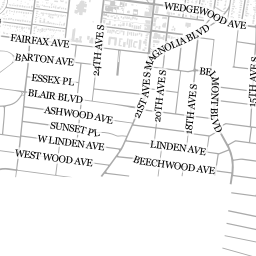 WEDGEWOOD AVE
FAIRFAX AVE
24TH AVE S
MAGNOLIA BLVD
BARTON AVE
ESSEX PL
BELMONT BLVD
15TH AVE S
BLAIR BLVD
21ST AVE S
20TH AVE S
18TH AVE S
ASHWOOD AVE
SUNSET PL
W LINDEN AVE
LINDEN AVE
WEST WOOD AVE
BEECHWOOD AVE